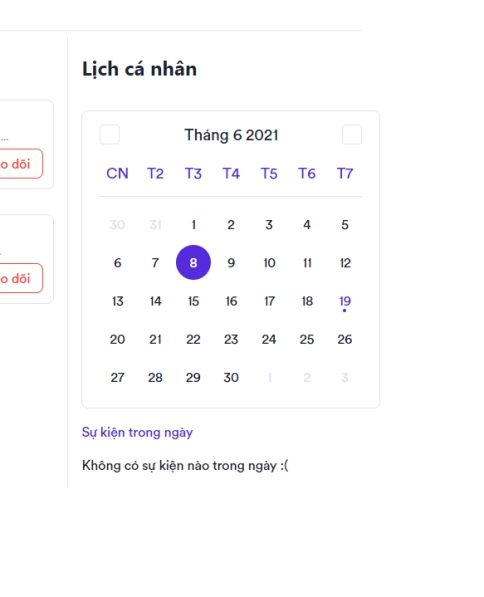 Lịch cá nhân
...
o dõi
.
o dõi
Tháng 6 2021
CN T2 T3 T4 T5 T6 T7
30 31 1 2 3 4 5
6 7 8 9 10 11 12
13 14 15 16 17 18 19
20 21 22 23 24 25 26
27 28 29 30 1 2 3
Sự kiện trong ngày
Không có sự kiện nào trong ngày :(